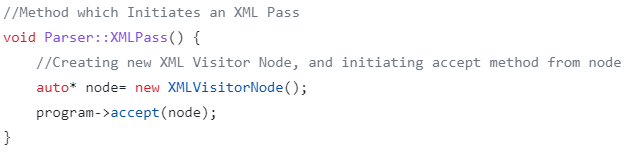 //Method which Initiates an XML Pass
void Parser::XMLPass() {
    //Creating new XML Visitor Node, and initiating accept method from node
    auto* node= new XMLVisitorNode();
    program->accept(node);
}